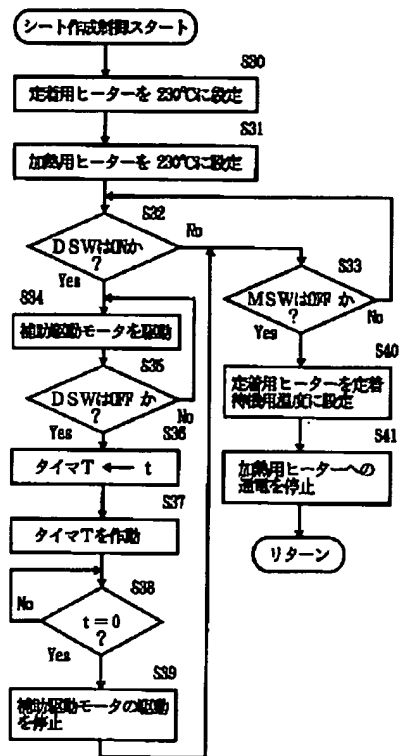 シート作成制御スタート
S30
定着用ヒーターを 230℃に設定
S31
加熱用ヒーターを 230℃に設定
S32
DSWはONか
?
No
Yes
S33
MSWはOFF か
?
No
Yes
S34
補助駆動モータを駆動
S35
DSWはOFF か
?
No
Yes
S36
タイマT ← t
S37
タイマTを作動
S38
t=0
?
No
Yes
S39
補助駆動モータの駆動
を停止
S40
定着用ヒーターを定着
待機用温度に設定
S41
加熱用ヒーターへの
通電を停止
リターン